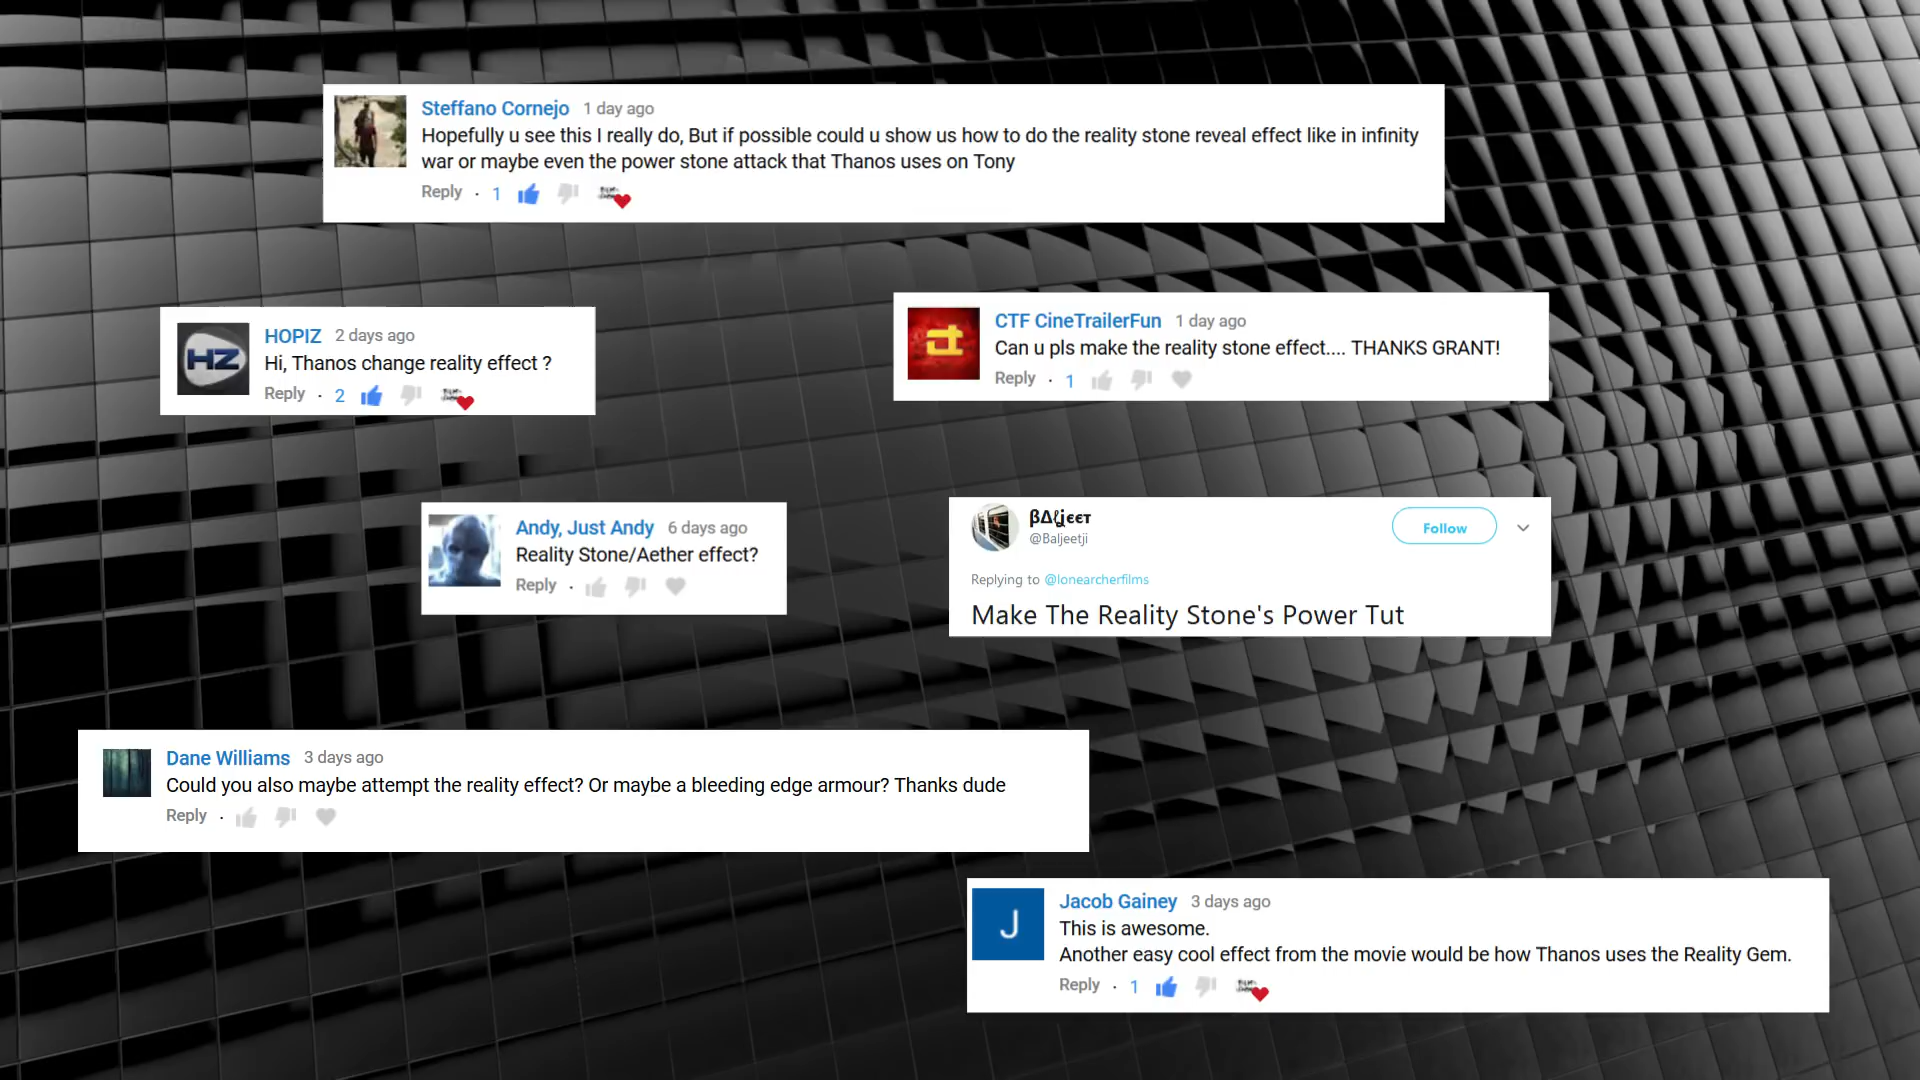 Steffano Cornejo 1 day ago
Hopefully u see this I really do, But if possible could u show us how to do the reality stone reveal effect like in infinity
war or maybe even the power stone attack that Thanos uses on Tony
Reply · 1
HZ
HOPIZ 2 days ago
Hi, Thanos change reality effect ?
Reply · 2
CTF CineTrailerFun 1 day ago
Can u pls make the reality stone effect.... THANKS GRANT!
Reply · 1
Andy, Just Andy 6 days ago
Reality Stone/Aether effect?
Reply ·
βΔℓjєєт
@Baljeetji
Follow
Replying to @lonearcherfilms
Make The Reality Stone's Power Tut
Dane Williams 3 days ago
Could you also maybe attempt the reality effect? Or maybe a bleeding edge armour? Thanks dude
Reply ·
J
Jacob Gainey 3 days ago
This is awesome.
Another easy cool effect from the movie would be how Thanos uses the Reality Gem.
Reply · 1